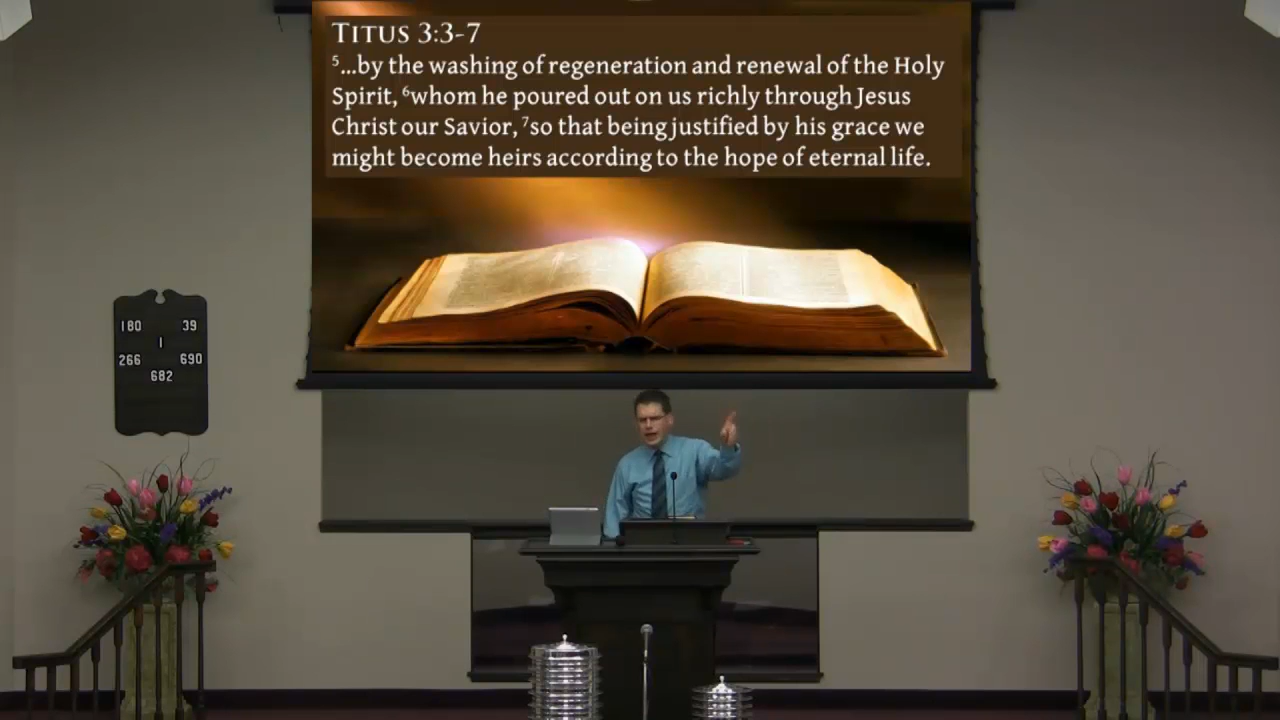 TITUS 3:3-7
⁵...by the washing of regeneration and renewal of the Holy
Spirit, ⁶whom he poured out on us richly through Jesus
Christ our Savior, ⁷so that being justified by his grace we
might become heirs according to the hope of eternal life.
180 39
1
266 690
682